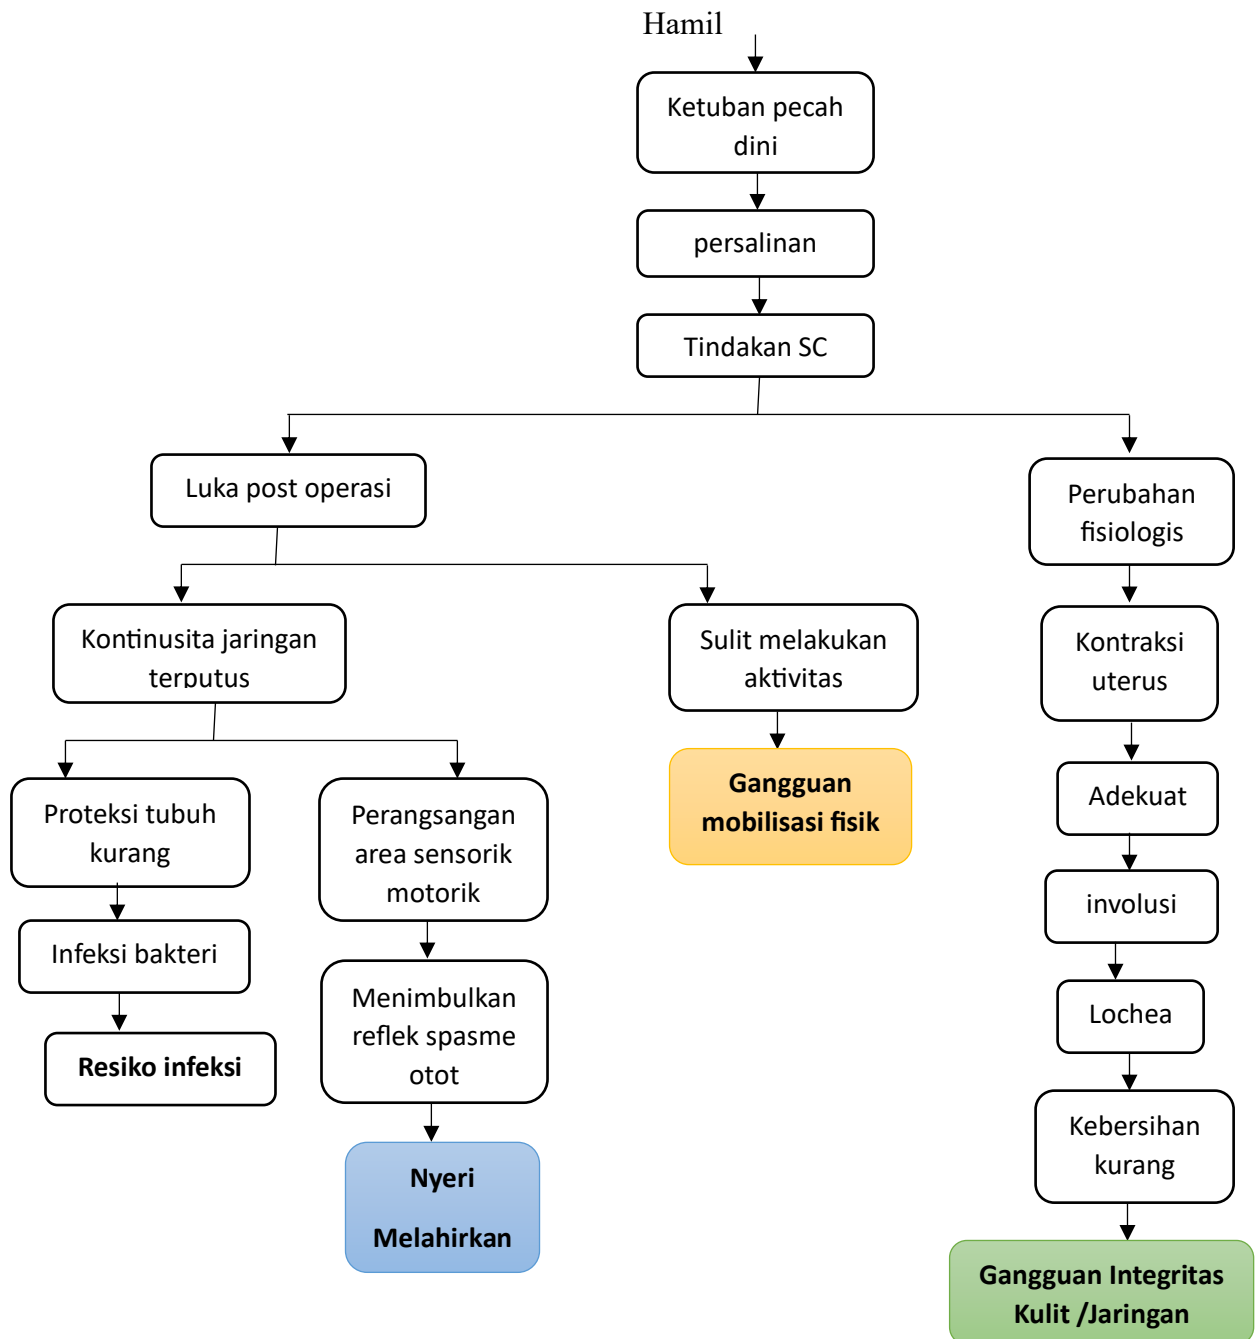 Hamil
Ketuban pecah
dini
persalinan
Tindakan SC
Luka post operasi
Perubahan
fisiologis
Kontinusita jaringan
terputus
Sulit melakukan
aktivitas
Kontraksi
uterus
Proteksi tubuh
kurang
Perangsangan
area sensorik
motorik
Gangguan
mobilisasi fisik
Adekuat
Infeksi bakteri
involusi
Menimbulkan
reflek spasme
otot
Lochea
Resiko infeksi
Kebersihan
kurang
Nyeri
Melahirkan
Gangguan Integritas
Kulit /Jaringan